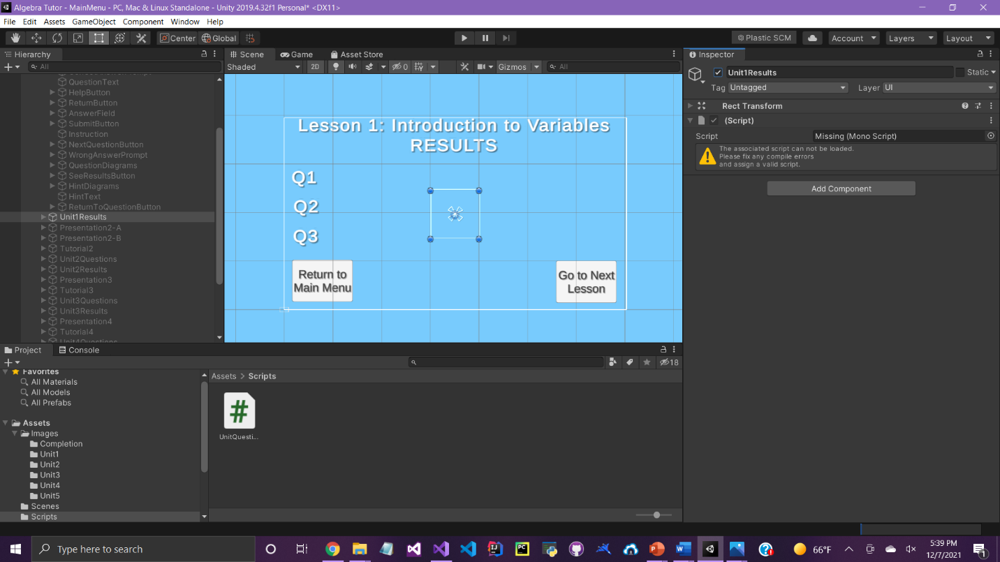 Algebra Tutor - MainMenu - PC, Mac & Linux Standalone - Unity 2019.4.32f1 Personal* <DX11>
File Edit Assets GameObject Component Window Help
Center Global Plastic SCM Account Layers Layout
Hierarchy
All
QuestionText
HelpButton
ReturnButton
AnswerField
SubmitButton
Instruction
NextQuestionButton
WrongAnswerPrompt
QuestionDiagrams
SeeResultsButton
HintDiagrams
HintText
ReturnToQuestionButton
Unit1Results
Presentation2-A
Presentation2-B
Tutorial2
Unit2Questions
Unit2Results
Presentation3
Tutorial3
Unit3Questions
Unit3Results
Presentation4
Tutorial4
Unit4Questions
Scene Game Asset Store
Shaded 2D 0 Gizmos All
Lesson 1: Introduction to Variables
RESULTS
Q1
Q2
Q3
Return to
Main Menu
Go to Next
Lesson
Inspector
Unit1Results Static
Tag Untagged Layer UI
Rect Transform
(Script)
Script Missing (Mono Script)
The associated script can not be loaded.
Please fix any compile errors
and assign a valid script.
Add Component
Project Console
18
Favorites
All Materials
All Models
All Prefabs
Assets
Images
Completion
Unit1
Unit2
Unit3
Unit4
Unit5
Scenes
Scripts
Assets > Scripts
#
UnitQuesti...
Type here to search
PC
66°F
5:39 PM
12/7/2021
1